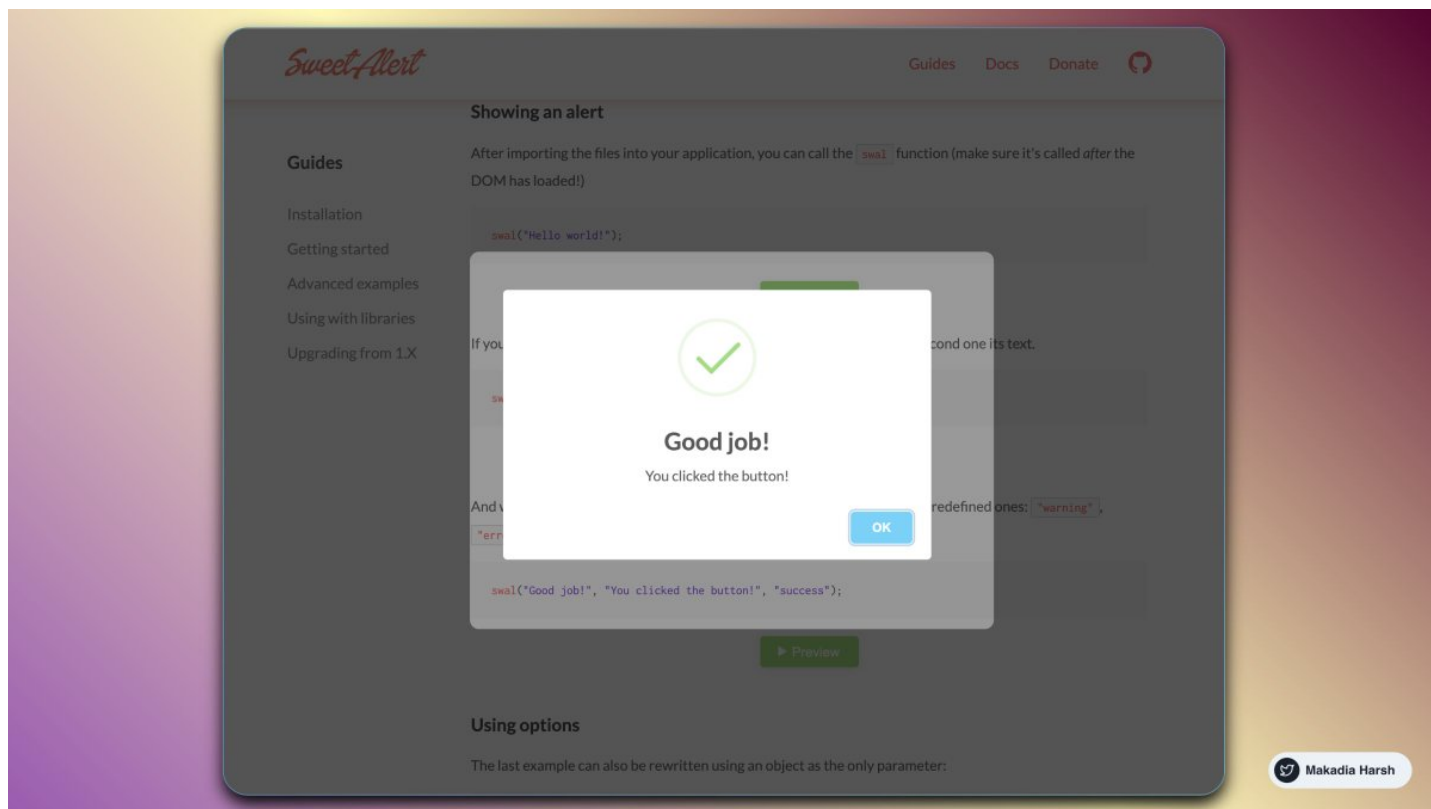 SweetAlert
Guides Docs Donate
Showing an alert
Guides
After importing the files into your application, you can call the swal function (make sure it's called after the
DOM has loaded!)
Installation
Getting started
Advanced examples
Using with libraries
Upgrading from 1.X
swal("Hello world!");
If you
cond one its text.
sw
Good job!
You clicked the button!
And
redefined ones: "warning",
"err
OK
swal("Good job!", "You clicked the button!", "success");
Preview
Using options
The last example can also be rewritten using an object as the only parameter:
Makadia Harsh